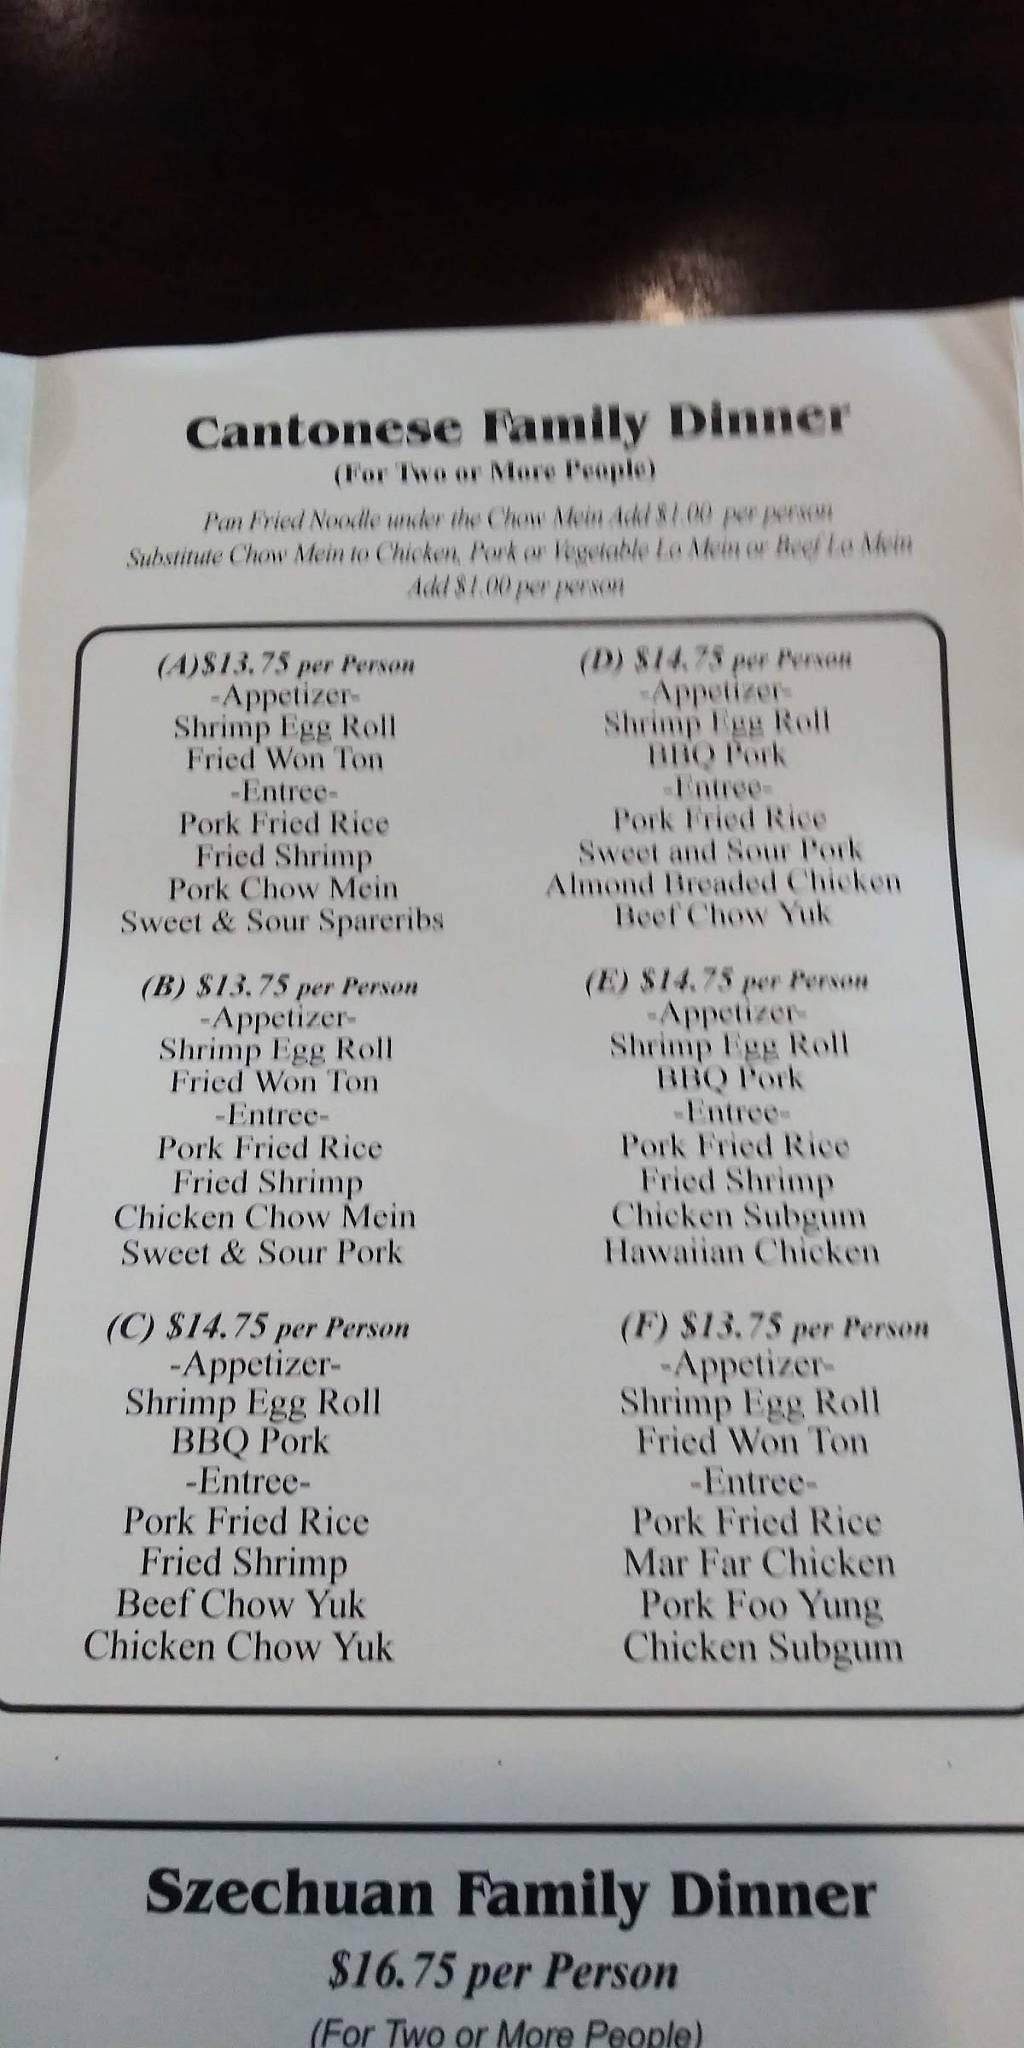 Cantonese Family Dinner
(For Two or More People)
Pan Fried Noodle under the Chow Mein Add $1.00 per person
Substitute Chow Mein to Chicken, Pork or Vegetable Lo Mein or Beef Lo Mein
Add $1.00 per person
(A)$13.75 per Person
-Appetizer-
Shrimp Egg Roll
Fried Won Ton
-Entree-
Pork Fried Rice
Fried Shrimp
Pork Chow Mein
Sweet & Sour Spareribs
(B) $13.75 per Person
-Appetizer-
Shrimp Egg Roll
Fried Won Ton
-Entree-
Pork Fried Rice
Fried Shrimp
Chicken Chow Mein
Sweet & Sour Pork
(C) $14.75 per Person
-Appetizer-
Shrimp Egg Roll
BBQ Pork
-Entree-
Pork Fried Rice
Fried Shrimp
Beef Chow Yuk
Chicken Chow Yuk
(D) $14.75 per Person
-Appetizer-
Shrimp Egg Roll
BBQ Pork
-Entree-
Pork Fried Rice
Sweet and Sour Pork
Almond Breaded Chicken
Beef Chow Yuk
(E) $14.75 per Person
-Appetizer-
Shrimp Egg Roll
BBQ Pork
-Entree-
Pork Fried Rice
Fried Shrimp
Chicken Subgum
Hawaiian Chicken
(F) $13.75 per Person
-Appetizer-
Shrimp Egg Roll
Fried Won Ton
-Entree-
Pork Fried Rice
Mar Far Chicken
Pork Foo Yung
Chicken Subgum
Szechuan Family Dinner
$16.75 per Person
(For Two or More People)